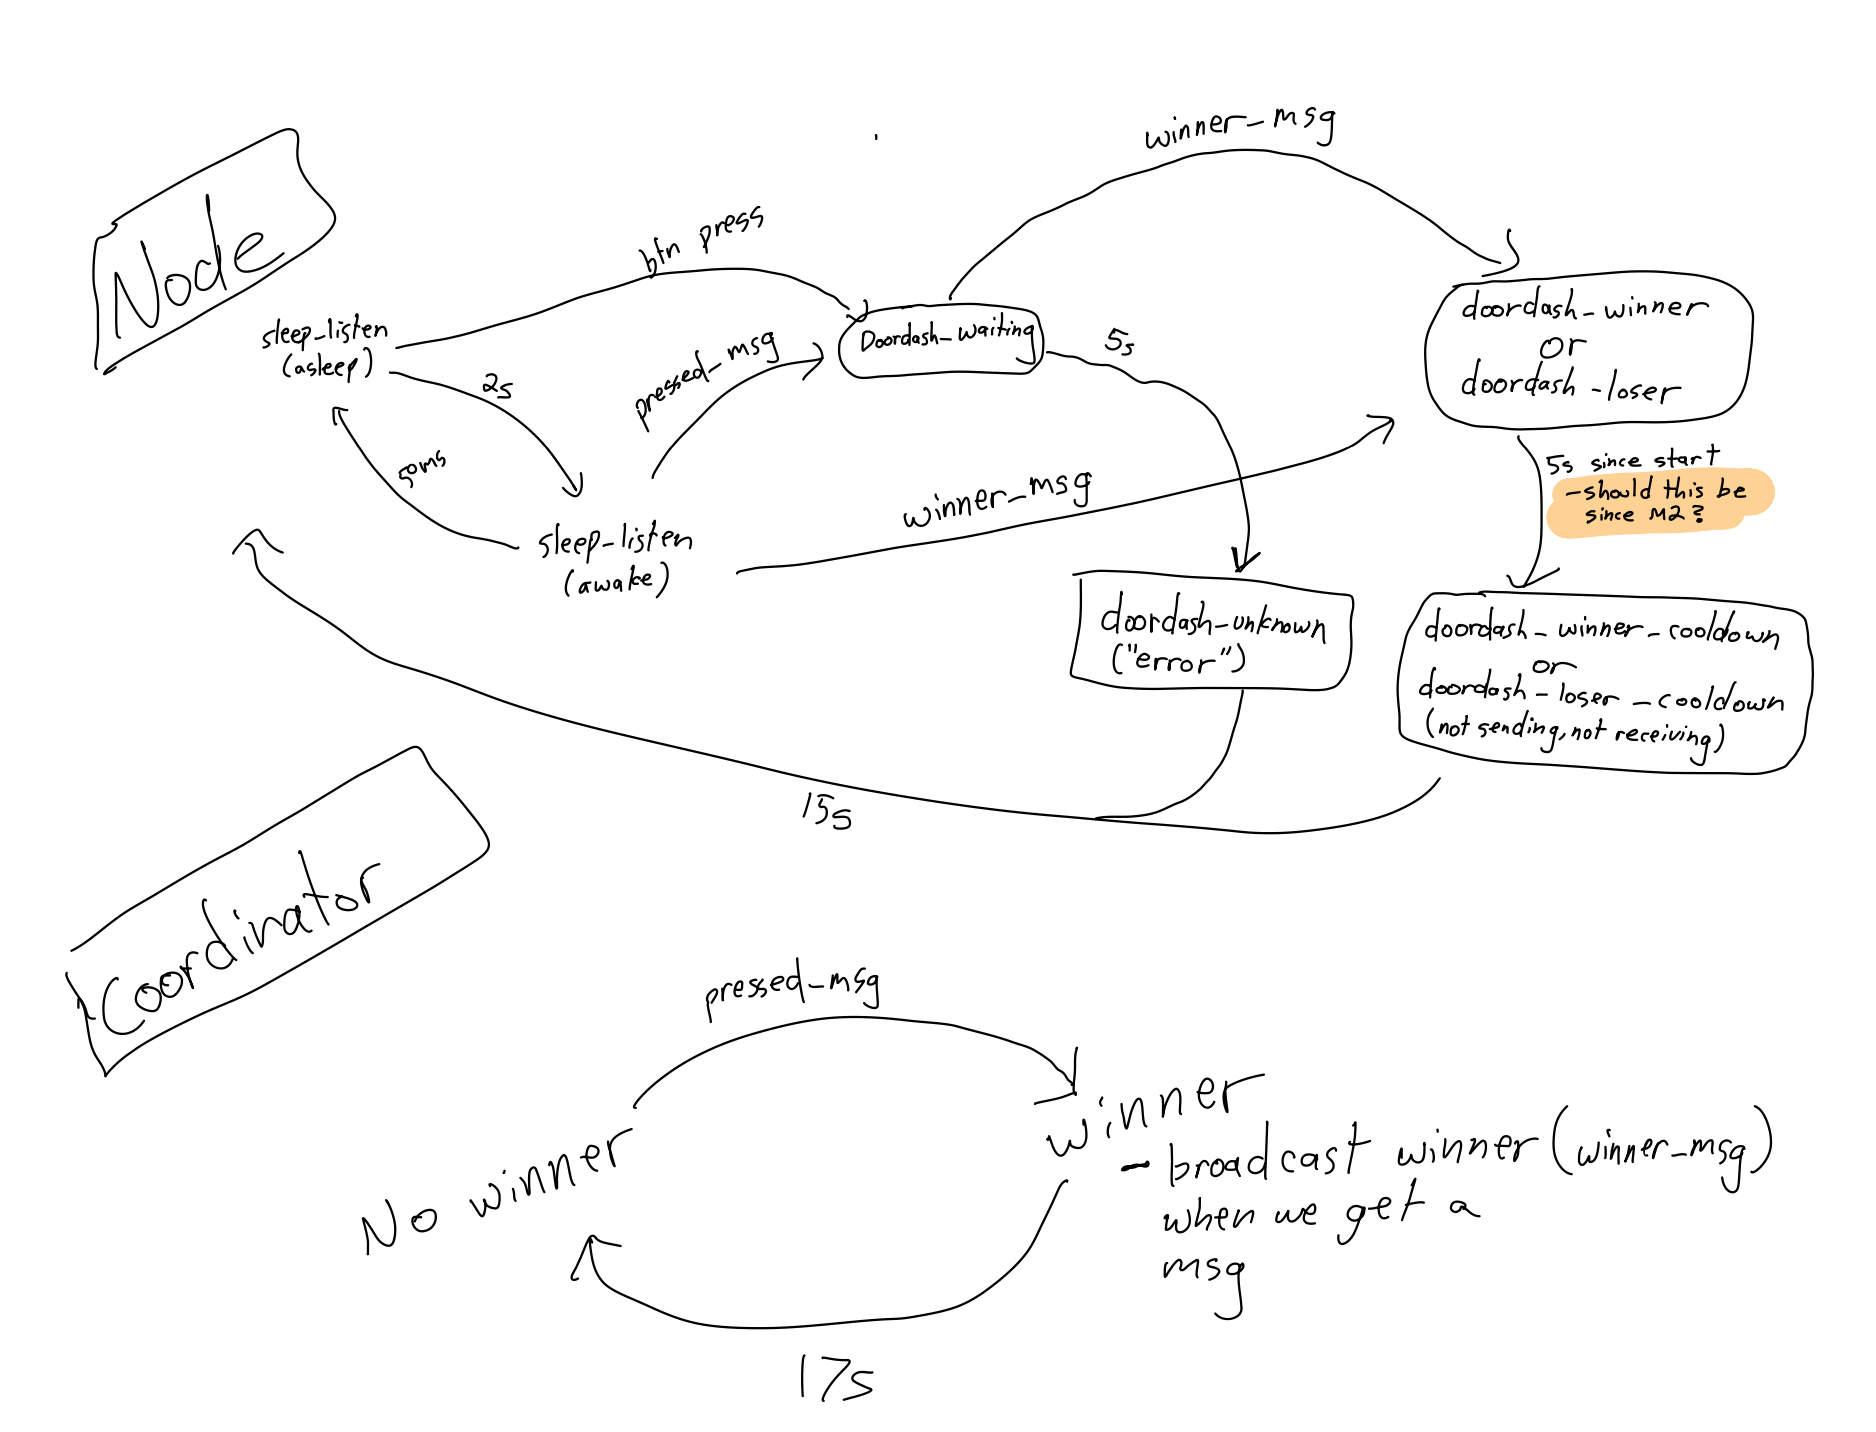 Node
winner_msg
btn press
sleep_listen
(asleep)
2s
50ms
pressed_msg
Doordash_waiting
5s
doordash_winner
or
doordash-loser
winner_msg
5s since start
-should this be
since M2?
sleep_listen
(awake)
doordash_unknown
("error")
doordash_winner_cooldown
or
doordash_loser_cooldown
(not sending, not receiving)
15s
Coordinator
pressed_msg
No winner
winner
- broadcast winner (winner_msg)
when we get a
msg
17s